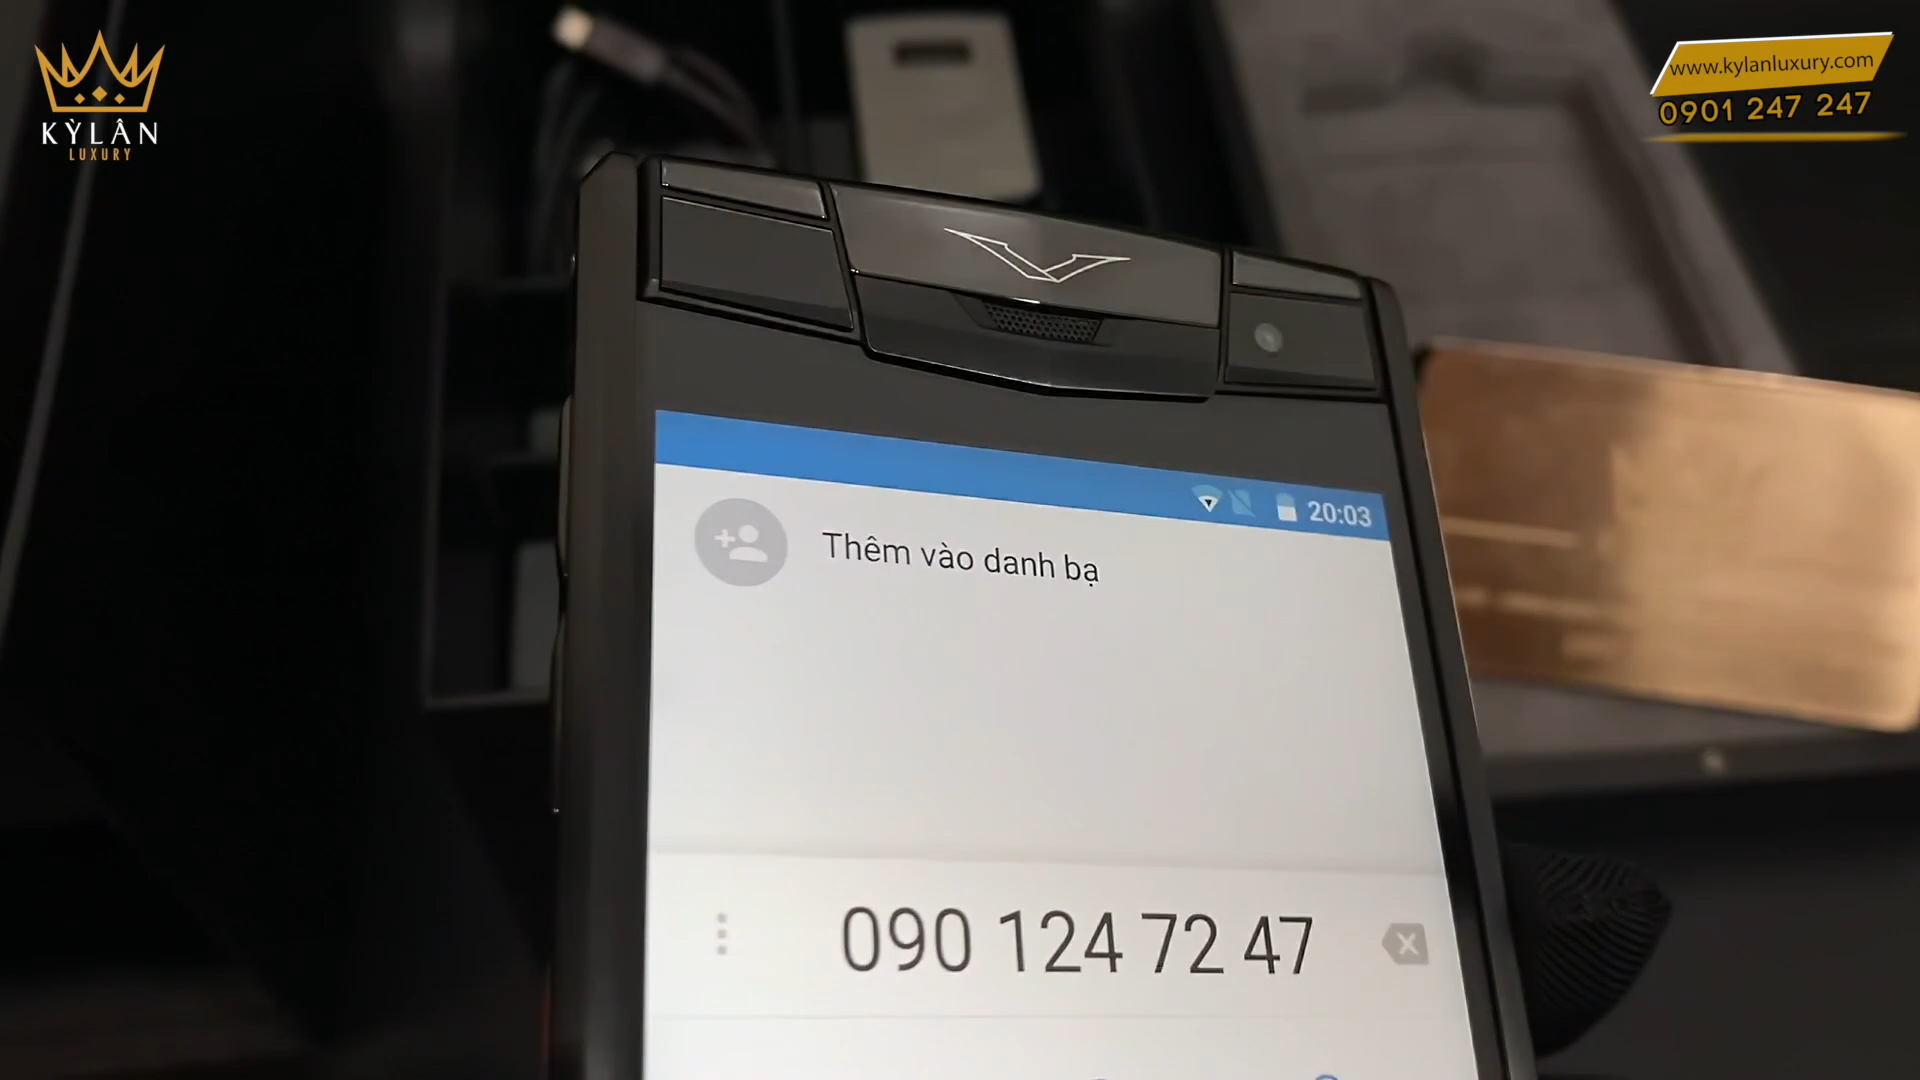 KỲLÂN
LUXURY
www.kylanluxury.com
0901 247 247
20:03
Thêm vào danh bạ
090 124 72 47